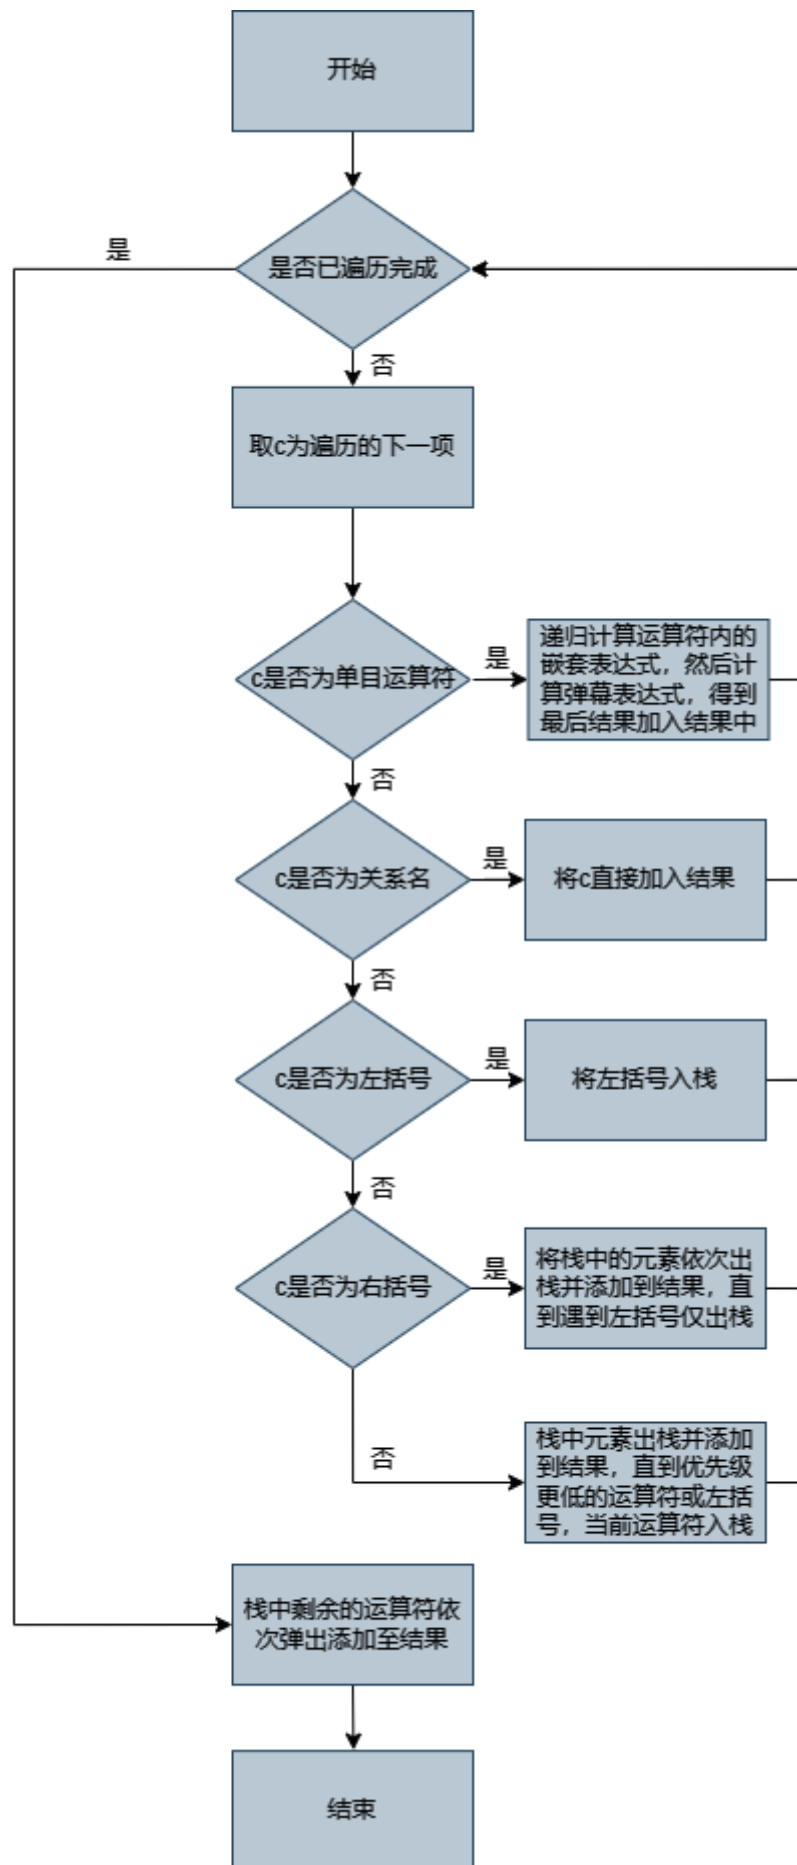 开始
是
是否已遍历完成
否
取c为遍历的下一项
c是否为单目运算符
是
递归计算运算符内的
嵌套表达式，然后计
算弹幕表达式，得到
最后结果加入结果中
否
c是否为关系名
是
将c直接加入结果
否
c是否为左括号
是
将左括号入栈
否
c是否为右括号
是
将栈中的元素依次出
栈并添加到结果，直
到遇到左括号仅出栈
否
栈中元素出栈并添加
到结果，直到优先级
更低的运算符或左括
号，当前运算符入栈
栈中剩余的运算符依
次弹出添加至结果
结束